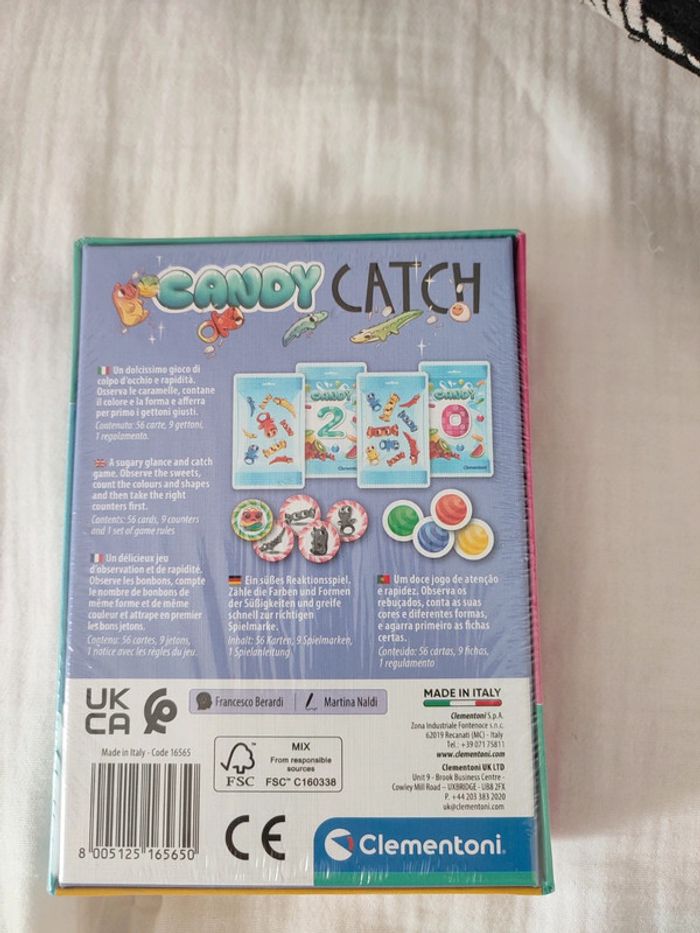 CANDY CATCH
Un dolcissimo gioco di
colpo d'occhio e rapidità.
Osserva le caramelle, contane
il colore e la forma e afferra
per primo i gettoni giusti.
Contenuto: 56 carte, 9 gettoni,
1 regolamento.
A sugary glance and catch
game. Observe the sweets,
count the colours and shapes
and then take the right
counters first.
Contents: 56 cards, 9 counters
and 1 set of game rules
Un délicieux jeu
d'observation et de rapidité.
Observe les bonbons, compte
le nombre de bonbons de
même forme et de même
couleur et attrape en premier
les bons jetons.
Contenu: 56 cartes, 9 jetons,
1 notice avec les règles du jeu.
CANDY
2
Clementoni
CANDY
0
Clementoni
Ein süßes Reaktionsspiel.
Zähle die Farben und Formen
der Süßigkeiten und greife
schnell zur richtigen
Spielmarke.
Inhalt: 56 Karten, 9 Spielmarken,
1 Spielanleitung
Um doce jogo de atenção
e rapidez. Observa os
rebuçados, conta as suas
cores e diferentes formas,
e agarra primeiro as fichas
certas.
Conteúdo: 56 cartas, 9 fichas,
1 regulamento
UK
CA
Francesco Berardi
Martina Naldi
Made in Italy - Code 16565
8 005125 165650
FSC
MIX
From responsible
sources
FSC™ C160338
CE
MADE IN ITALY
Clementoni S.p.A.
Zona Industriale Fontenoce s.n.c.
62019 Recanati (MC) - Italy
Tel.: +39 071 75811
www.clementoni.com
Clementoni UK LTD
Unit 9 - Brook Business Centre -
Cowley Mill Road – UXBRIDGE - UB8 2FX
P. +44 203 383 2020
uk@clementoni.com
Clementoni